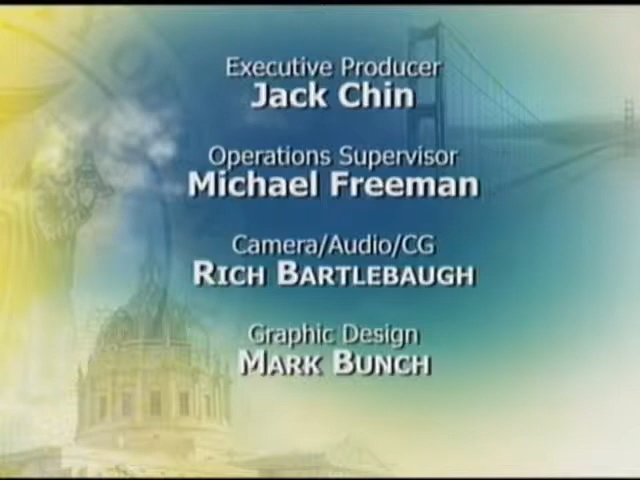 Executive Producer
Jack Chin
Operations Supervisor
Michael Freeman
Camera/Audio/CG
RICH BARTLEBAUGH
Graphic Design
MARK BUNCH